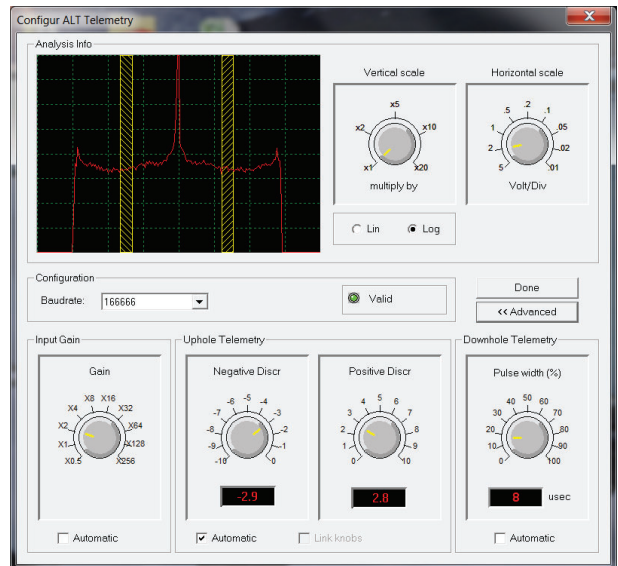 Configur ALT Telemetry
X
Analysis Info
Vertical scale
x1 x2 x5 x10 x20
multiply by
Lin Log
Horizontal scale
5 2 1 .5 .2 .1 .05 .02 .01
Volt/Div
Configuration
Baudrate: 166666
Valid
Done
<< Advanced
Input Gain
Gain
X0.5 X1 X2 X4 X8 X16 X32 X64 X128 X256
Automatic
Uphole Telemetry
Negative Discr
-10 -9 -8 -7 -6 -5 -4 -3 -2 -1 0
-2.9
Positive Discr
0 1 2 3 4 5 6 7 8 9 10
2.8
Automatic Link knobs
Downhole Telemetry
Pulse width (%)
0 10 20 30 40 50 60 70 80 90 100
8 usec
Automatic